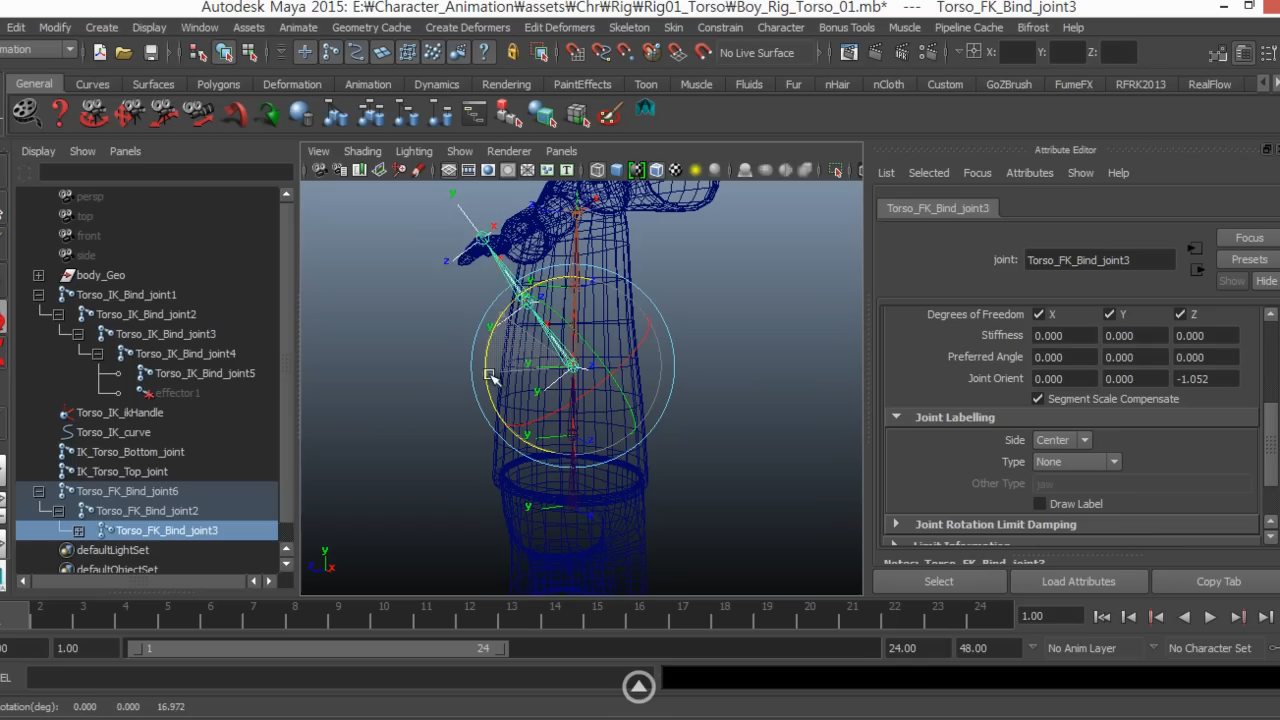 Autodesk Maya 2015: E:₩Character_Animation₩assets₩Chr₩Rig₩Rig01_Torso₩Boy_Rig_Torso_01.mb* --- Torso_FK_Bind_joint3
Edit Modify Create Display Window Assets Animate Geometry Cache Create Deformers Edit Deformers Skeleton Skin Constrain Character Bonus Tools Muscle Pipeline Cache Bifrost Help
mation No Live Surface X: Y: Z:
General Curves Surfaces Polygons Deformation Animation Dynamics Rendering PaintEffects Toon Muscle Fluids Fur nHair nCloth Custom GoZBrush FumeFX RFRK2013 RealFlow
Display Show Panels
View Shading Lighting Show Renderer Panels
Attribute Editor
List Selected Focus Attributes Show Help
Torso_FK_Bind_joint3
joint: Torso_FK_Bind_joint3
Focus
Presets
Show Hide
persp
top
front
side
body_Geo
Torso_IK_Bind_joint1
Torso_IK_Bind_joint2
Torso_IK_Bind_joint3
Torso_IK_Bind_joint4
Torso_IK_Bind_joint5
effector1
Torso_IK_ikHandle
Torso_IK_curve
IK_Torso_Bottom_joint
IK_Torso_Top_joint
Torso_FK_Bind_joint6
Torso_FK_Bind_joint2
Torso_FK_Bind_joint3
defaultLightSet
defaultObjectSet
Degrees of Freedom X Y Z
Stiffness 0.000 0.000 0.000
Preferred Angle 0.000 0.000 0.000
Joint Orient 0.000 0.000 -1.052
Segment Scale Compensate
Joint Labelling
Side Center
Type None
Other Type jaw
Draw Label
Joint Rotation Limit Damping
Limit Information
Notes: Torso_FK_Bind_joint3
Select Load Attributes Copy Tab
2 3 4 5 6 7 8 9 10 11 12 13 14 15 16 17 18 19 20 21 22 23 24 1.00
00 1.00 1 24 24.00 48.00 No Anim Layer No Character Set
EL
otation(deg): 0.000 0.000 16.972